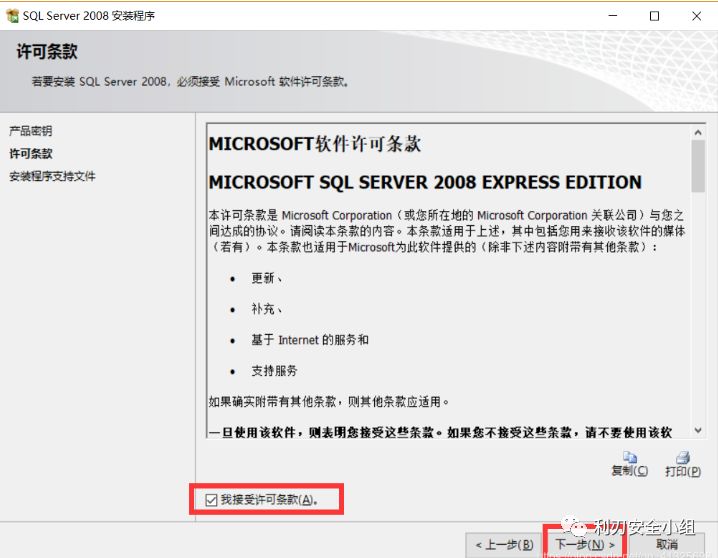 SQL Server 2008 安装程序
许可条款
若要安装 SQL Server 2008，必须接受 Microsoft 软件许可条款。
产品密钥
许可条款
安装程序支持文件
MICROSOFT软件许可条款
MICROSOFT SQL SERVER 2008 EXPRESS EDITION
本许可条款是 Microsoft Corporation（或您所在地的 Microsoft Corporation 关联公司）与您之
间达成的协议。请阅读本条款的内容。本条款适用于上述，其中包括您用来接收该软件的媒体
（若有）。本条款也适用于Microsoft为此软件提供的（除非下述内容附带有其他条款）：
• 更新、
• 补充、
• 基于 Internet 的服务和
• 支持服务
如果确实附带有其他条款，则其他条款应适用。
一旦使用该软件，则表明您接受这些条款。如果您不接受这些条款，请不要使用该软
复制(C) 打印(P)
我接受许可条款(A)。
利刃安全小组
< 上一步(B) 下一步(N) > 取消